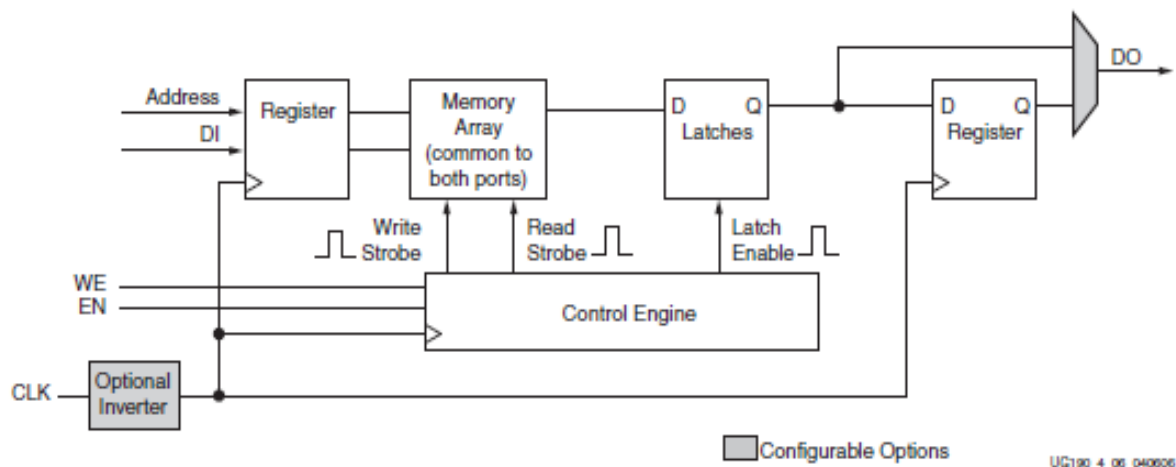 DO
Address
DI
Register
Memory
Array
(common to
both ports)
D Q
Latches
D Q
Register
Write
Strobe
Read
Strobe
Latch
Enable
WE
EN
Control Engine
CLK
Optional
Inverter
Configurable Options
UG190_4_06_040606